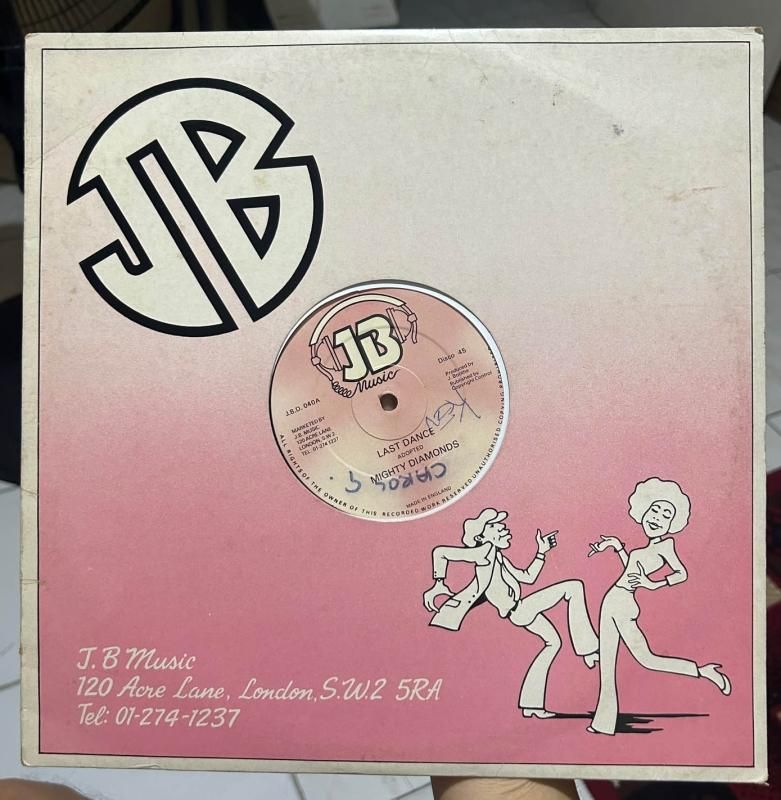 JB
JB
Music
Disco 45
J.B.D. 040A
Produced by
J. Bobthe
Published by
Copyright Control
MARKETED BY
J.B. MUSIC
120 ACRE LANE
LONDON, S.W.2
TEL: 01-274 1237
LAST DANCE
ADOPTED
MIGHTY DIAMONDS
CAROL G.
MADE IN ENGLAND
ALL RIGHTS OF THE OWNER OF THIS RECORDED WORK RESERVED UNAUTHORISED COPYING
J.B Music
120 Acre Lane, London, S.W.2 5RA
Tel: 01-274-1237